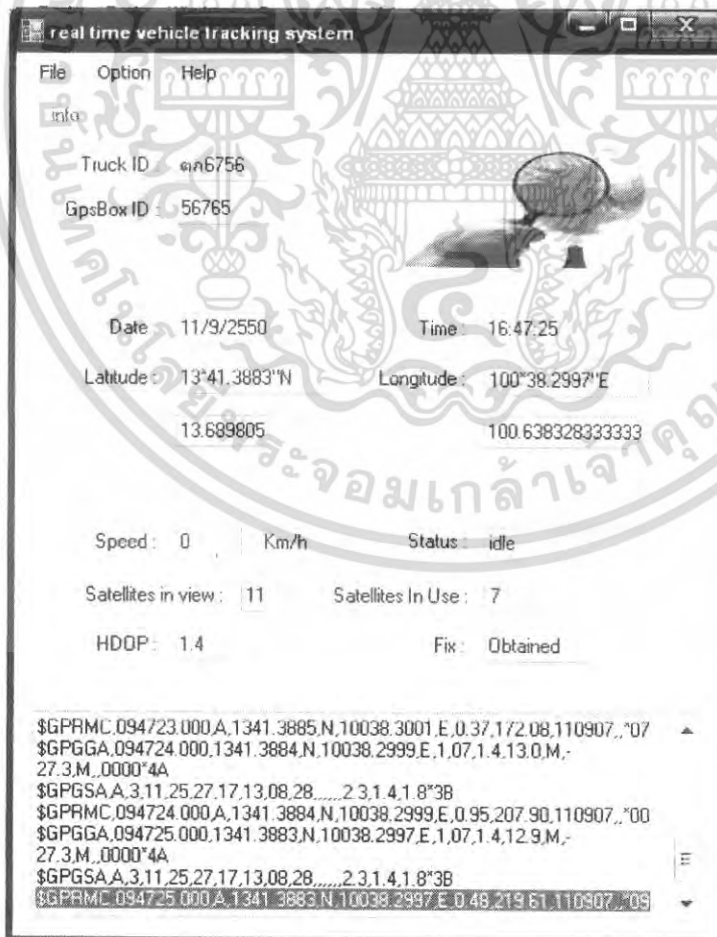 real time vehicle tracking system
File Option Help
info
Truck ID : ฅภ6756
GpsBox ID : 56765
Date 11/9/2550 Time : 16:47:25
Latitude : 13*41.3883"N Longitude : 100*38.2997"E
13.689805 100.638328333333
Speed : 0 Km/h Status : idle
Satellites in view : 11 Satellites In Use : 7
HDOP : 1.4 Fix : Obtained
$GPRMC,094723.000,A,1341.3885,N,10038.3001,E,0.37,172.08,110907,,*07
$GPGGA,094724.000,1341.3884,N,10038.2999,E,1,07,1.4,13.0,M,-
27.3,M,,0000*4A
$GPGSA,A,3,11,25,27,17,13,08,28,,,,,,2.3,1.4,1.8*3B
$GPRMC,094724.000,A,1341.3884,N,10038.2999,E,0.95,207.90,110907,,*00
$GPGGA,094725.000,1341.3883,N,10038.2997,E,1,07,1.4,12.9,M,-
27.3,M,,0000*4A
$GPGSA,A,3,11,25,27,17,13,08,28,,,,,,2.3,1.4,1.8*3B
$GPRMC,094725.000,A,1341.3883,N,10038.2997,E,0.48,219.61,110907,,*09